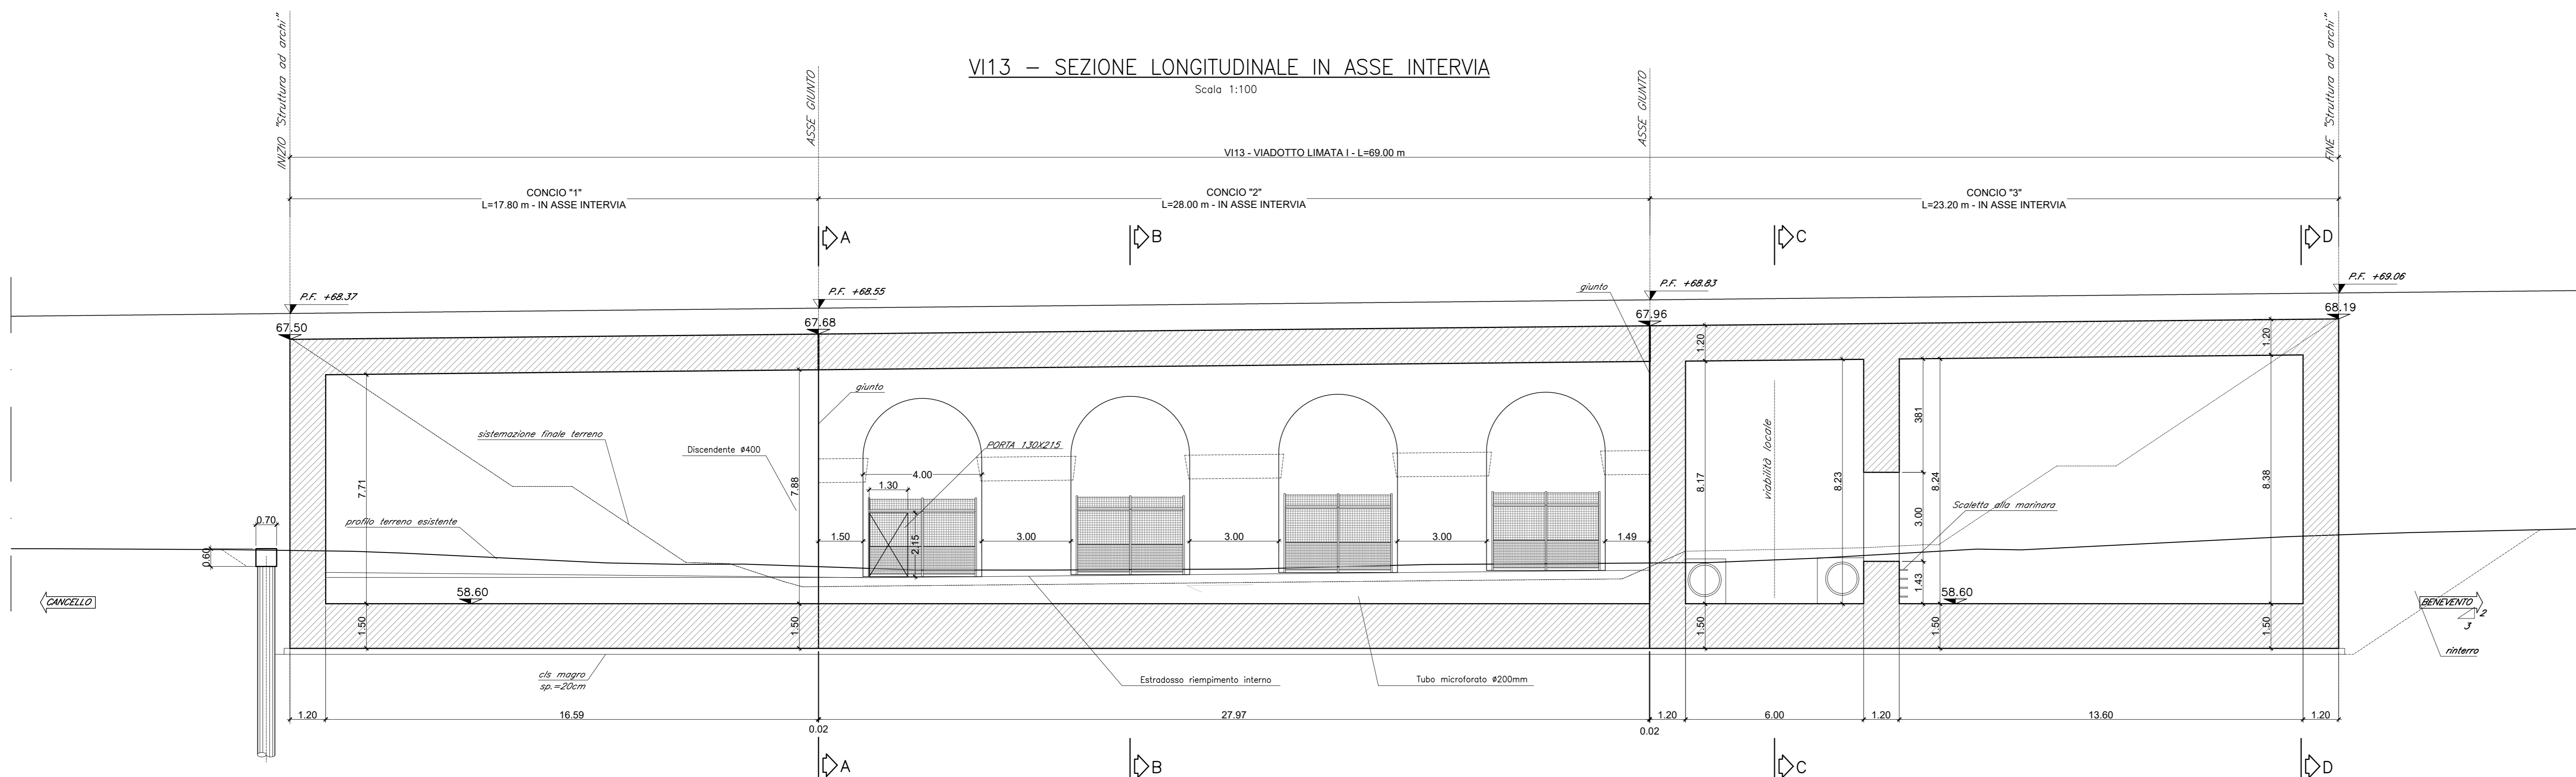 INIZIO "Struttura ad archi"
ASSE GIUNTO
VI13 – SEZIONE LONGITUDINALE IN ASSE INTERVIA
Scala 1:100
ASSE GIUNTO
FINE "Struttura ad archi"
VI13 - VIADOTTO LIMATA I - L=69.00 m
CONCIO "1"
L=17.80 m - IN ASSE INTERVIA
CONCIO "2"
L=28.00 m - IN ASSE INTERVIA
CONCIO "3"
L=23.20 m - IN ASSE INTERVIA
A
B
C
D
P.F. +68.37
P.F. +68.55
P.F. +68.83
P.F. +69.06
giunto
67.50
67.68
67.96
68.19
1.20
1.20
giunto
sistemazione finale terreno
Discendente Ø400
PORTA 130X215
viabilità locale
381
4.00
1.30
7.71
7.88
8.17
8.23
8.24
8.38
profilo terreno esistente
Scaletta alla marinara
0.70
0.60
1.50
2.15
3.00
3.00
3.00
1.49
3.00
1.43
CANCELLO
58.60
58.60
BENEVENTO
2
3
1.50
1.50
1.50
1.50
1.50
rinterro
cls magro
sp.=20cm
Estradosso riempimento interno
Tubo microforato Ø200mm
1.20
16.59
0.02
27.97
0.02
1.20
6.00
1.20
13.60
1.20
A
B
C
D